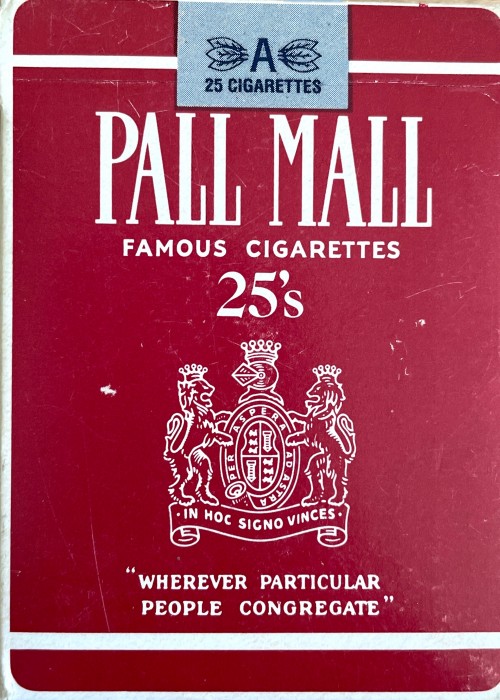 A
25 CIGARETTES
PALL MALL
FAMOUS CIGARETTES
25's
PER ASPERA AD ASTRA
· IN HOC SIGNO VINCES ·
"WHEREVER PARTICULAR
PEOPLE CONGREGATE"